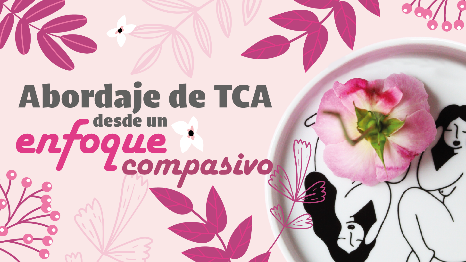 Abordaje de TCA
desde un
enfoque
compasivo